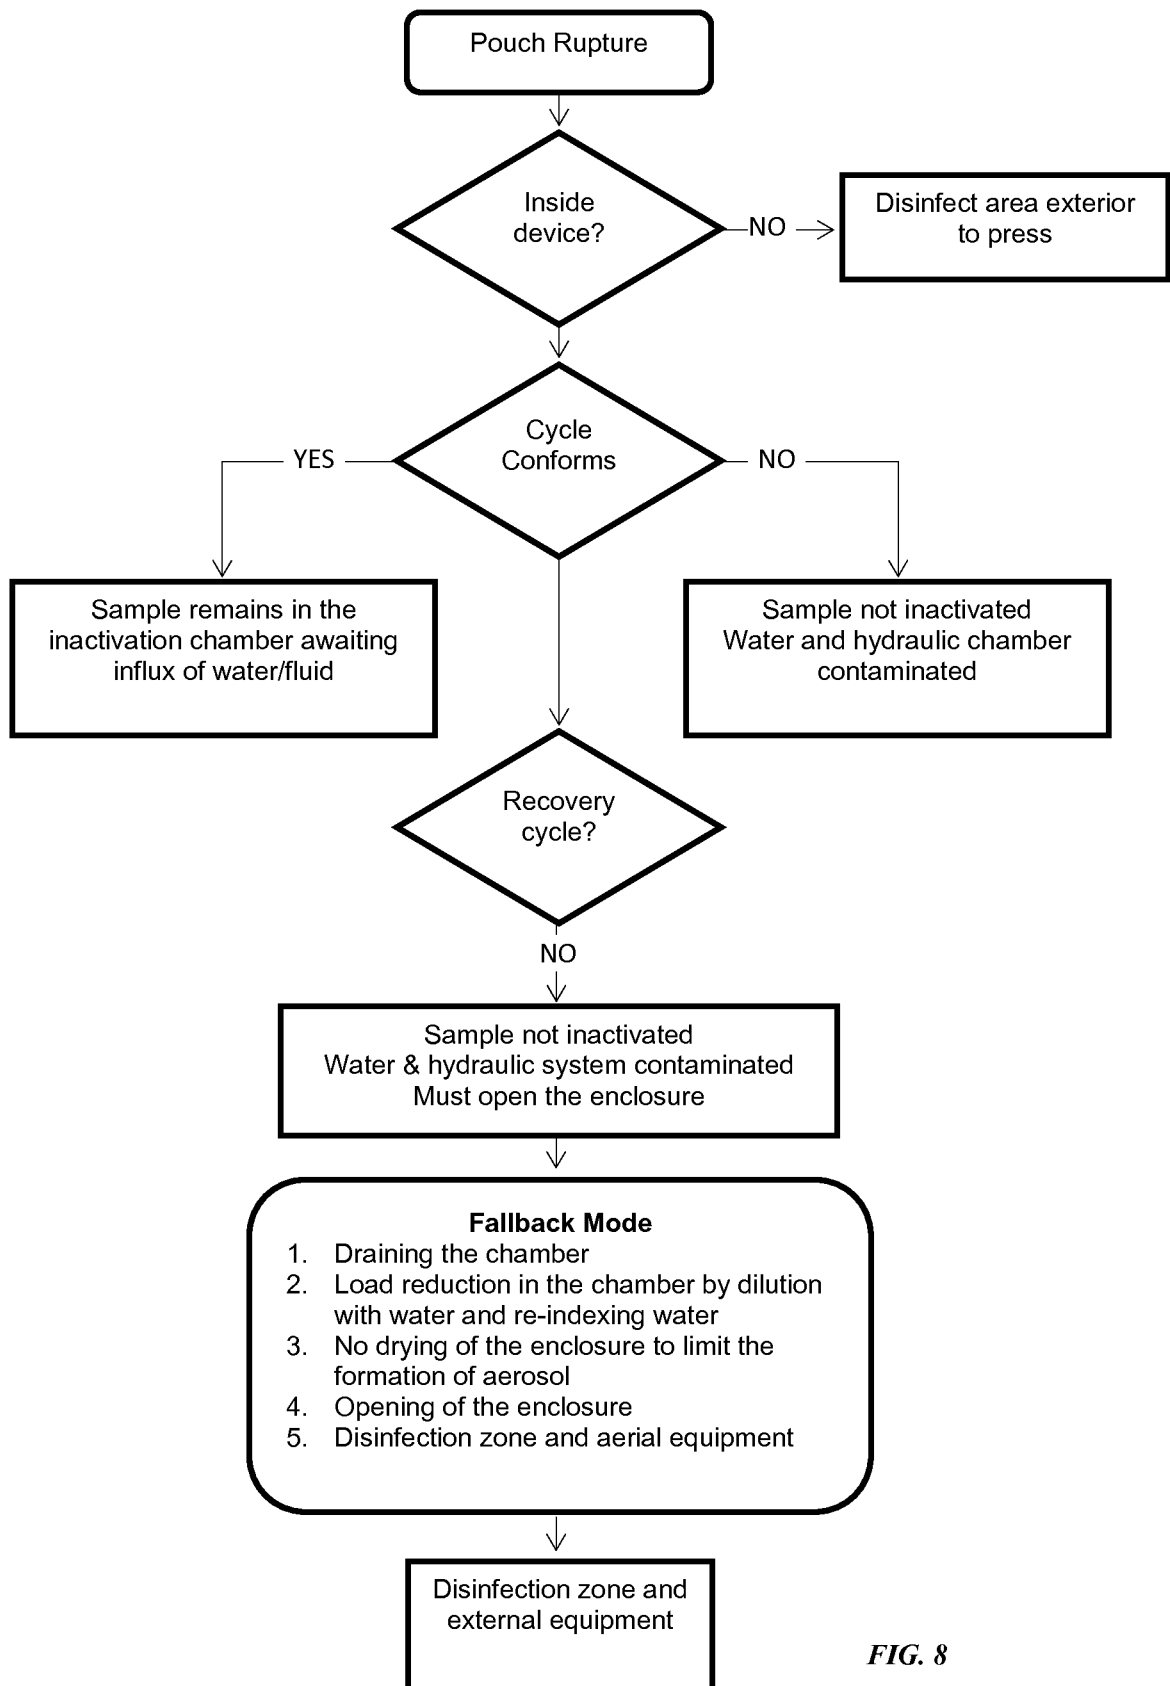 Pouch Rupture
Inside
device?
NO
Disinfect area exterior
to press
Cycle
Conforms
YES
NO
Sample remains in the
inactivation chamber awaiting
influx of water/fluid
Sample not inactivated
Water and hydraulic chamber
contaminated
Recovery
cycle?
NO
Sample not inactivated
Water & hydraulic system contaminated
Must open the enclosure
Fallback Mode
1. Draining the chamber
2. Load reduction in the chamber by dilution
with water and re-indexing water
3. No drying of the enclosure to limit the
formation of aerosol
4. Opening of the enclosure
5. Disinfection zone and aerial equipment
Disinfection zone and
external equipment
FIG. 8